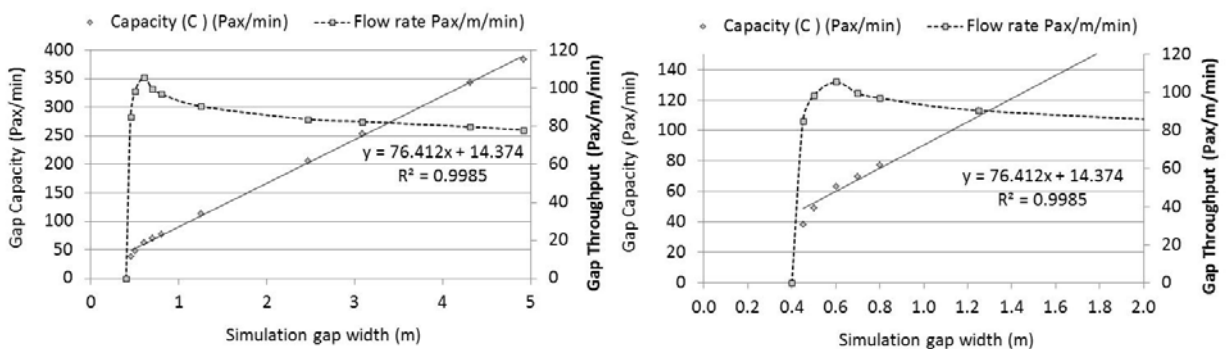 Capacity (C ) (Pax/min) Flow rate Pax/m/min)
Gap Capacity (Pax/min)
400
350
300
250
200
150
100
50
0
120
100
80
60
40
20
0
Gap Throughput (Pax/m/min)
y = 76.412x + 14.374
R² = 0.9985
0 1 2 3 4 5
Simulation gap width (m)
Capacity (C ) (Pax/min) Flow rate Pax/m/min)
Gap Capacity (Pax/min)
140
120
100
80
60
40
20
0
120
100
80
60
40
20
0
Gap Throughput (Pax/m/min)
y = 76.412x + 14.374
R² = 0.9985
0.0 0.2 0.4 0.6 0.8 1.0 1.2 1.4 1.6 1.8 2.0
Simulation gap width (m)